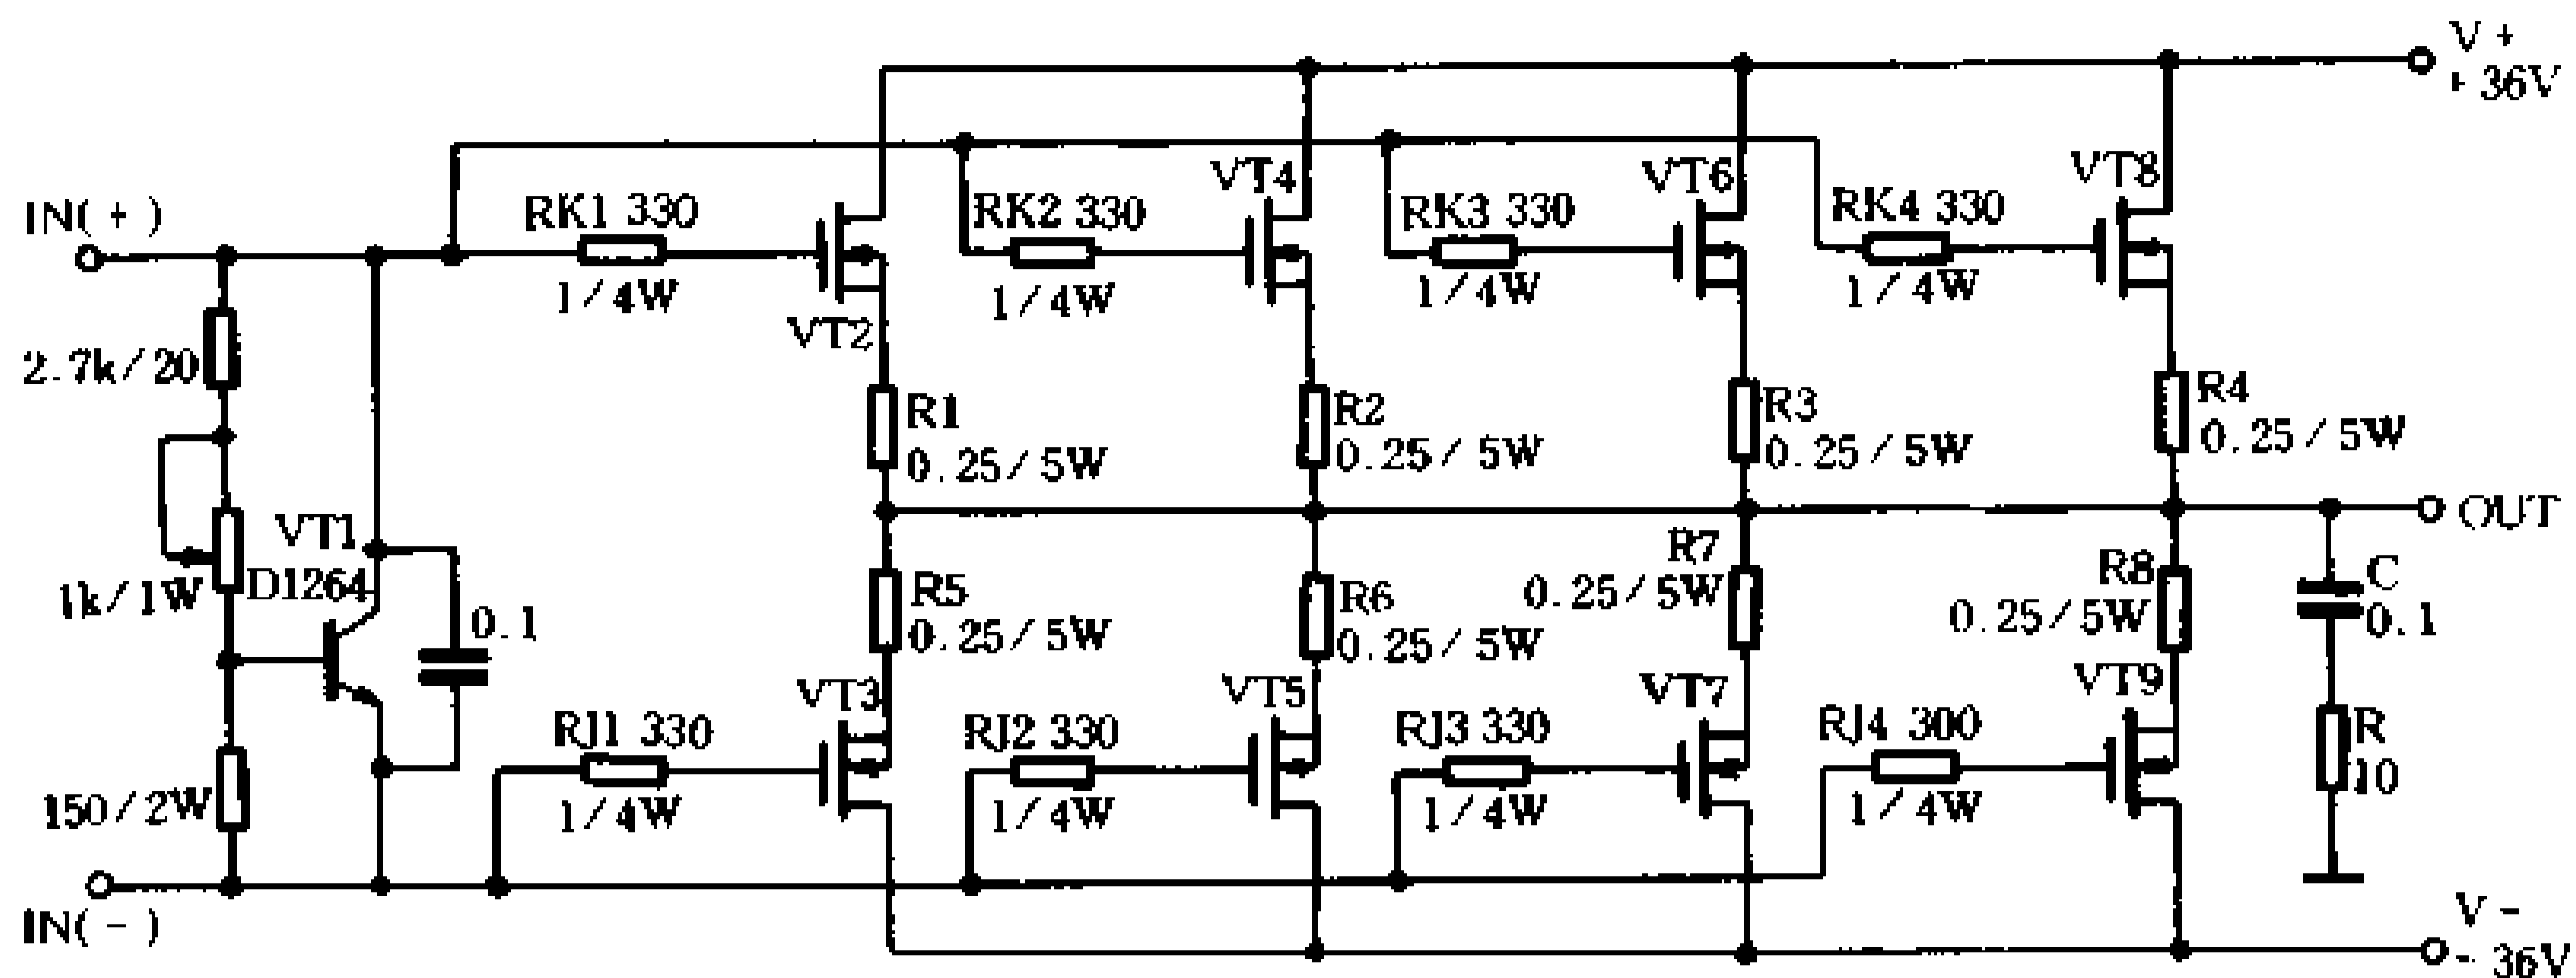 V +
+ 36V
IN( + )
RK1 330
1/4W
VT2
RK2 330
1/4W
VT4
RK3 330
1/4W
VT6
RK4 330
1/4W
VT8
2.7k/20
R1
0.25/5W
R2
0.25/5W
R3
0.25/5W
R4
0.25/5W
OUT
1k/1W
VT1
D1264
0.1
R5
0.25/5W
R6
0.25/5W
R7
0.25/5W
R8
0.25/5W
C
0.1
150/2W
VT3
RJ1 330
1/4W
VT5
RJ2 330
1/4W
VT7
RJ3 330
1/4W
VT9
RJ4 300
1/4W
R
10
IN( - )
V -
- 36V